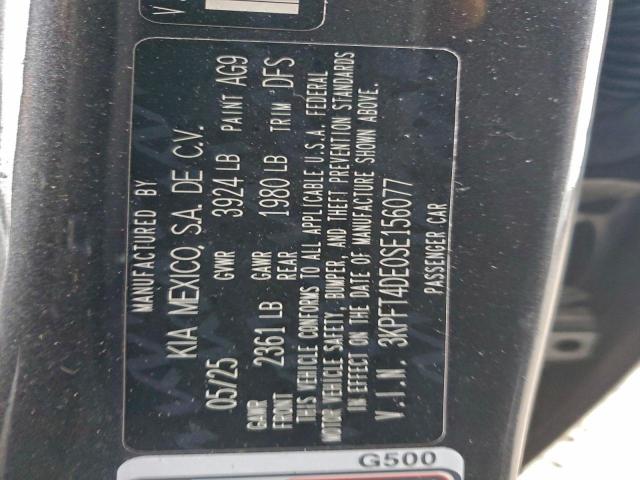 MANUFACTURED BY
KIA MEXICO, S.A. DE C.V.
05/25 GVWR 3924 LB PAINT AG9
GAWR FRONT 2361 LB GAWR REAR 1980 LB TRIM DFS
THIS VEHICLE CONFORMS TO ALL APPLICABLE U.S.A. FEDERAL
MOTOR VEHICLE SAFETY, BUMPER, AND THEFT PREVENTION STANDARDS
IN EFFECT ON THE DATE OF MANUFACTURE SHOWN ABOVE.
V.I.N. 3KPFT4DE0SE156077
PASSENGER CAR
G500